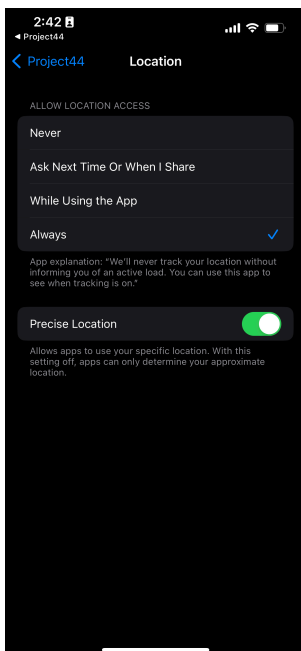 2:42
◀ Project44
Project44
Location
ALLOW LOCATION ACCESS
Never
Ask Next Time Or When I Share
While Using the App
Always
App explanation: “We’ll never track your location without
informing you of an active load. You can use this app to
see when tracking is on.”
Precise Location
Allows apps to use your specific location. With this
setting off, apps can only determine your approximate
location.